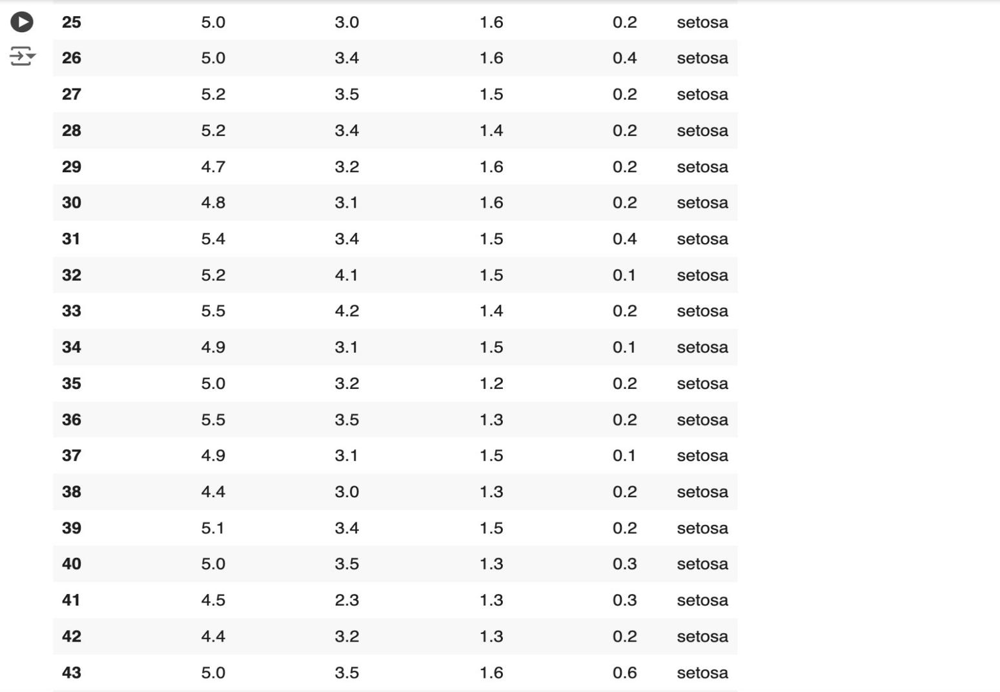 25 5.0 3.0 1.6 0.2 setosa
26 5.0 3.4 1.6 0.4 setosa
27 5.2 3.5 1.5 0.2 setosa
28 5.2 3.4 1.4 0.2 setosa
29 4.7 3.2 1.6 0.2 setosa
30 4.8 3.1 1.6 0.2 setosa
31 5.4 3.4 1.5 0.4 setosa
32 5.2 4.1 1.5 0.1 setosa
33 5.5 4.2 1.4 0.2 setosa
34 4.9 3.1 1.5 0.1 setosa
35 5.0 3.2 1.2 0.2 setosa
36 5.5 3.5 1.3 0.2 setosa
37 4.9 3.1 1.5 0.1 setosa
38 4.4 3.0 1.3 0.2 setosa
39 5.1 3.4 1.5 0.2 setosa
40 5.0 3.5 1.3 0.3 setosa
41 4.5 2.3 1.3 0.3 setosa
42 4.4 3.2 1.3 0.2 setosa
43 5.0 3.5 1.6 0.6 setosa